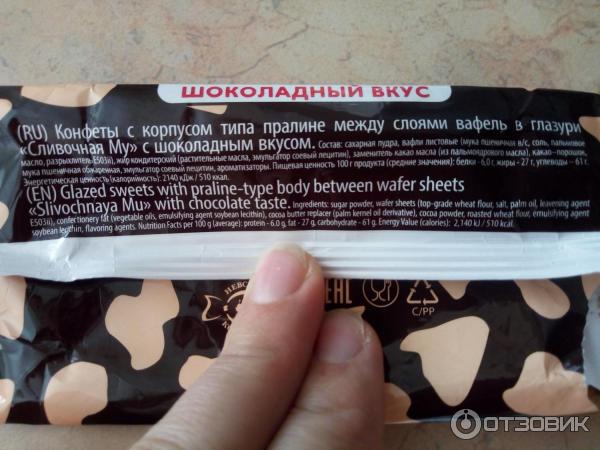 ШОКОЛАДНЫЙ ВКУС
(RU) Конфеты с корпусом типа пралине между слоями вафель в глазури
«Сливочная Му» с шоколадным вкусом. Состав: сахарная пудра, вафли листовые (мука пшеничная в/с, соль, пальмовое
масло, разрыхлитель Е503ii), жир кондитерский (растительные масла, эмульгатор соевый лецитин), заменитель какао масла (из пальмоядрового масла), какао-порошок,
мука пшеничная обжаренная, эмульгатор соевый лецитин, ароматизаторы. Пищевая ценность 100 г продукта (средние значения): белки - 6,0 г, жиры - 27 г, углеводы – 61 г.
Энергетическая ценность (калорийность): 2140 кДж / 510 ккал.
(EN) Glazed sweets with praline-type body between wafer sheets
«Slivochnaya Mu» with chocolate taste. Ingredients: sugar powder, wafer sheets (top-grade wheat flour, salt, palm oil, leavening agent
E503ii), confectionery fat (vegetable oils, emulsifying agent soybean lecithin), cocoa butter replacer (palm kernel oil derivative), cocoa powder, roasted wheat flour, emulsifying agent
soybean lecithin, flavoring agents. Nutrition Facts per 100 g (average): protein - 6.0 g, fat - 27 g, carbohydrate - 61 g. Energy Value (calories): 2,140 kJ / 510 kcal.
EAC
C/PP
ОТЗОВИК